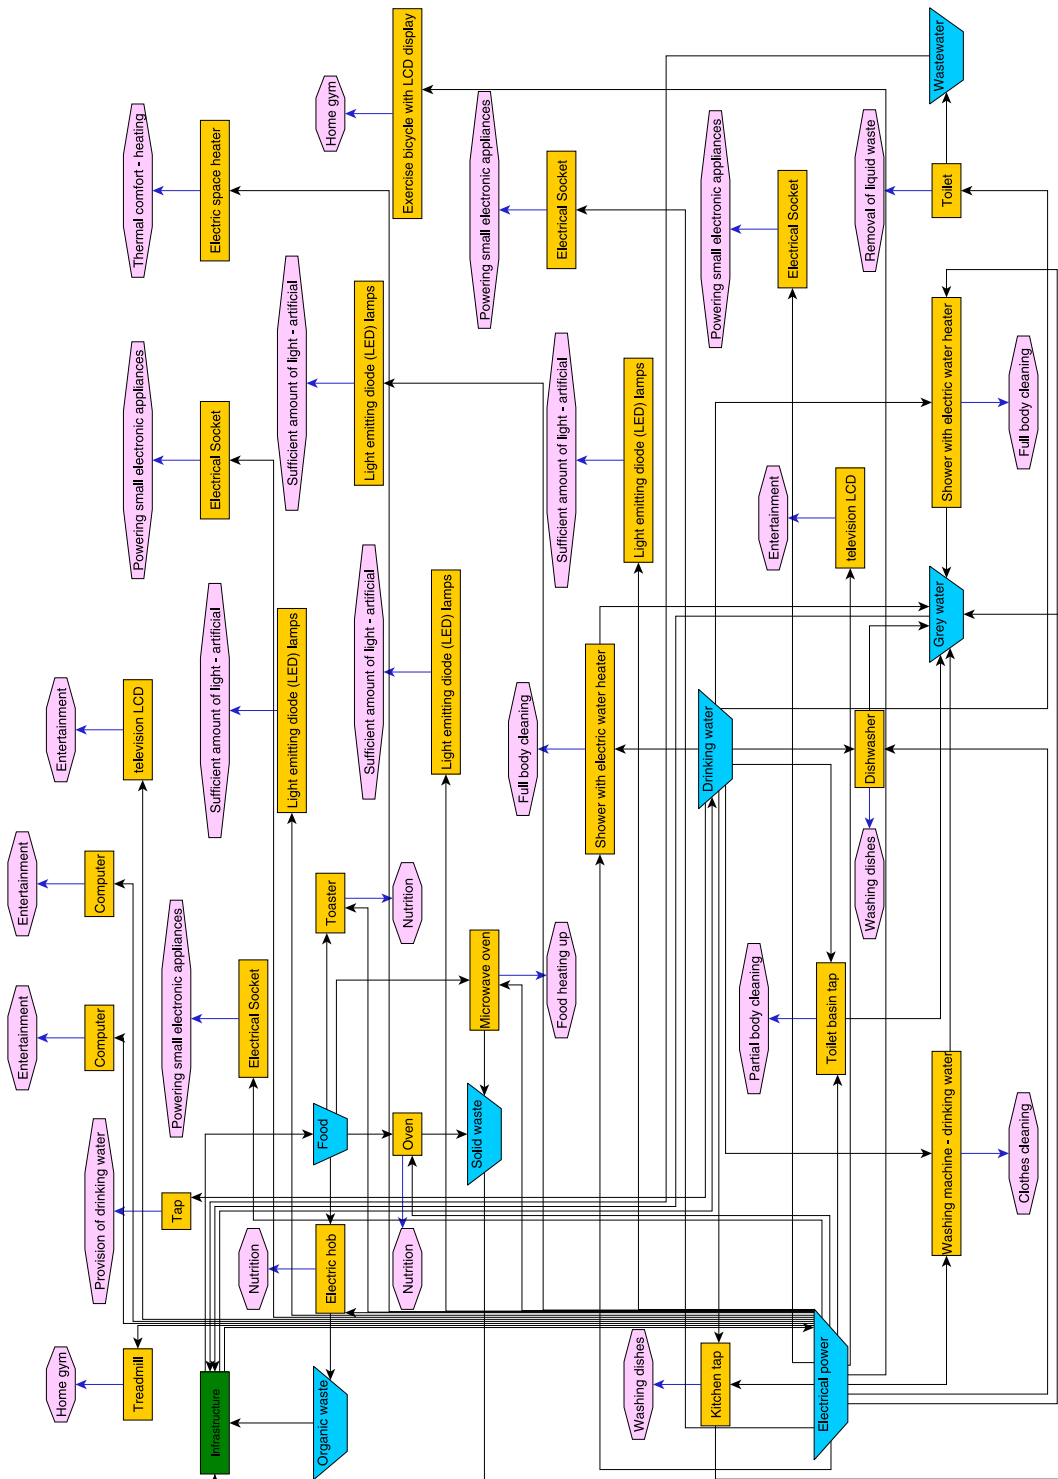 Home gym
Treadmill
Infrastructure
Organic waste
Provision of drinking water
Tap
Entertainment
Computer
Entertainment
Computer
Entertainment
television LCD
Powering small electronic appliances
Electrical Socket
Nutrition
Electric hob
Food
Oven
Nutrition
Toaster
Nutrition
Microwave oven
Food heating up
Solid waste
Sufficient amount of light - artificial
Light emitting diode (LED) lamps
Powering small electronic appliances
Electrical Socket
Thermal comfort - heating
Electric space heater
Sufficient amount of light - artificial
Light emitting diode (LED) lamps
Sufficient amount of light - artificial
Light emitting diode (LED) lamps
Home gym
Exercise bicycle with LCD display
Powering small electronic appliances
Electrical Socket
Full body cleaning
Shower with electric water heater
Sufficient amount of light - artificial
Light emitting diode (LED) lamps
Washing dishes
Kitchen tap
Drinking water
Electrical power
Partial body cleaning
Toilet basin tap
Powering small electronic appliances
Electrical Socket
Entertainment
television LCD
Washing dishes
Dishwasher
Removal of liquid waste
Toilet
Wastewater
Grey water
Shower with electric water heater
Full body cleaning
Washing machine - drinking water
Clothes cleaning